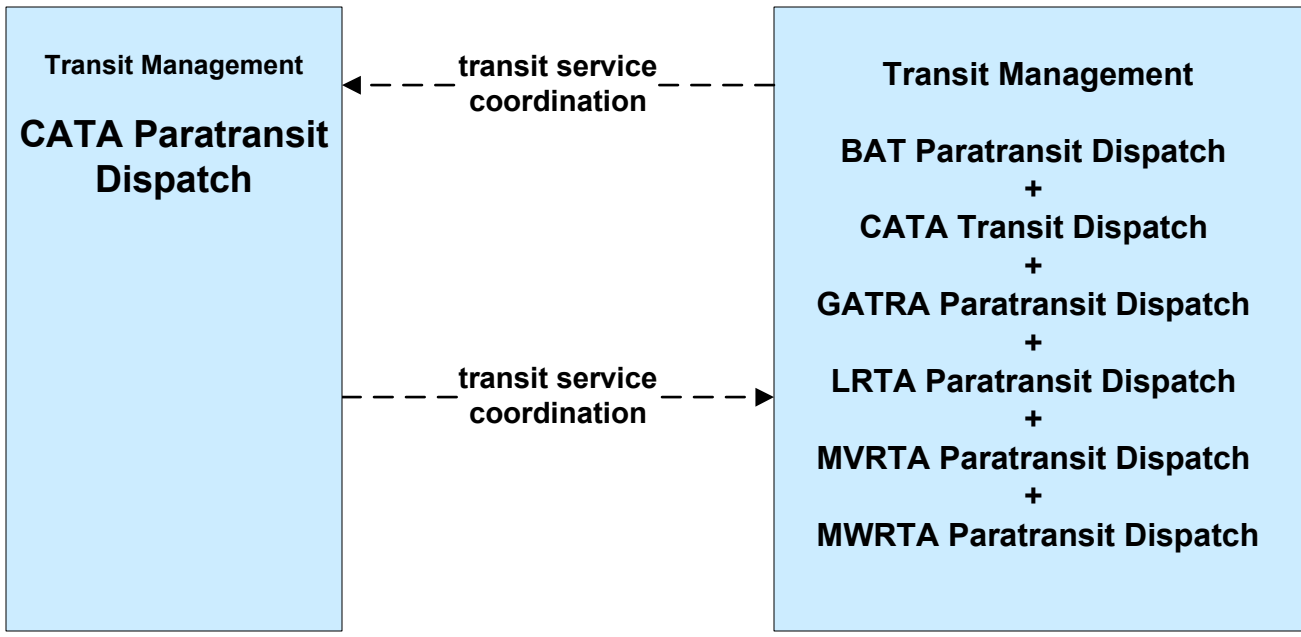 Transit Management
CATA Paratransit
Dispatch
transit service
coordination
transit service
coordination
Transit Management
BAT Paratransit Dispatch
+
CATA Transit Dispatch
+
GATRA Paratransit Dispatch
+
LRTA Paratransit Dispatch
+
MVRTA Paratransit Dispatch
+
MWRTA Paratransit Dispatch